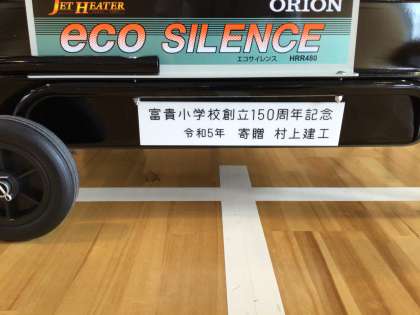 JET HEATER
ORION
eco SILENCE
エコサイレンス HRR480
富貴小学校創立150周年記念
令和5年 寄贈 村上建工